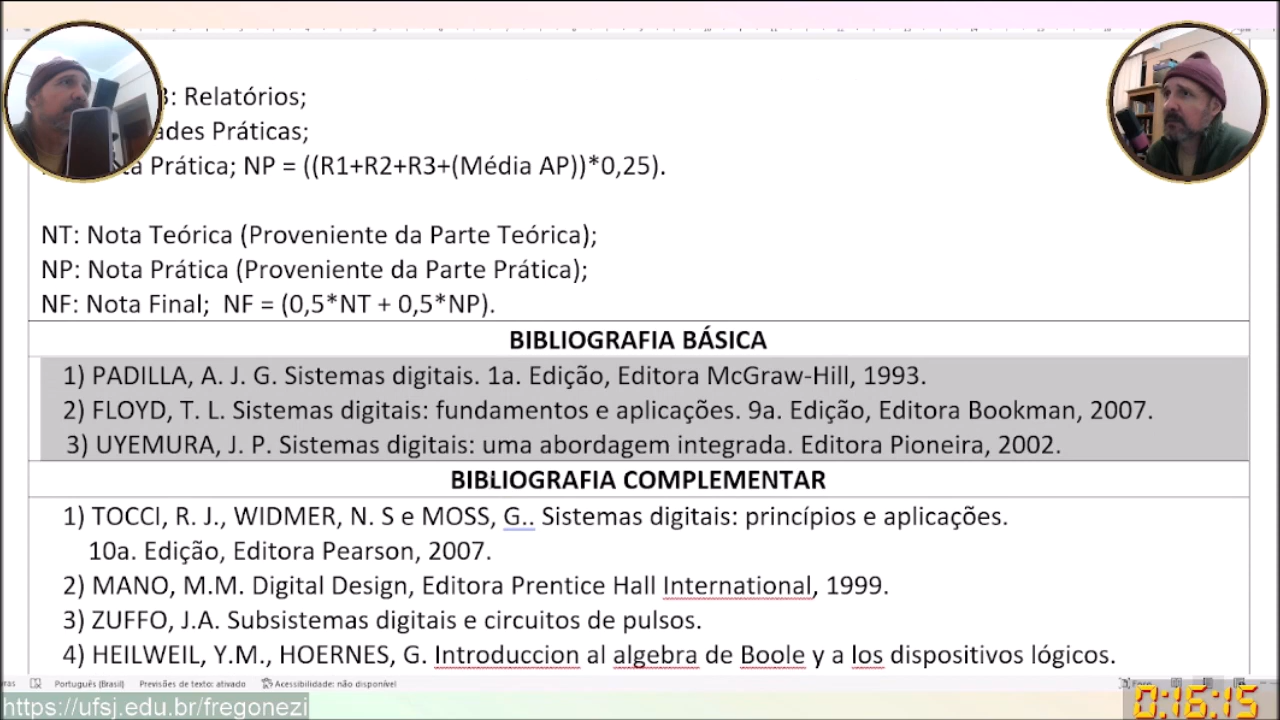 : Relatórios;
ades Práticas;
Prática; NP = ((R1+R2+R3+(Média AP))*0,25).
NT: Nota Teórica (Proveniente da Parte Teórica);
NP: Nota Prática (Proveniente da Parte Prática);
NF: Nota Final; NF = (0,5*NT + 0,5*NP).
BIBLIOGRAFIA BÁSICA
1) PADILLA, A. J. G. Sistemas digitais. 1a. Edição, Editora McGraw-Hill, 1993.
2) FLOYD, T. L. Sistemas digitais: fundamentos e aplicações. 9a. Edição, Editora Bookman, 2007.
3) UYEMURA, J. P. Sistemas digitais: uma abordagem integrada. Editora Pioneira, 2002.
BIBLIOGRAFIA COMPLEMENTAR
1) TOCCI, R. J., WIDMER, N. S e MOSS, G.. Sistemas digitais: princípios e aplicações.
10a. Edição, Editora Pearson, 2007.
2) MANO, M.M. Digital Design, Editora Prentice Hall International, 1999.
3) ZUFFO, J.A. Subsistemas digitais e circuitos de pulsos.
4) HEILWEIL, Y.M., HOERNES, G. Introduccion al algebra de Boole y a los dispositivos lógicos.
Português (Brasil) Previsões de texto: ativado Acessibilidade: não disponível
https://ufsj.edu.br/fregonezi
0:16:15